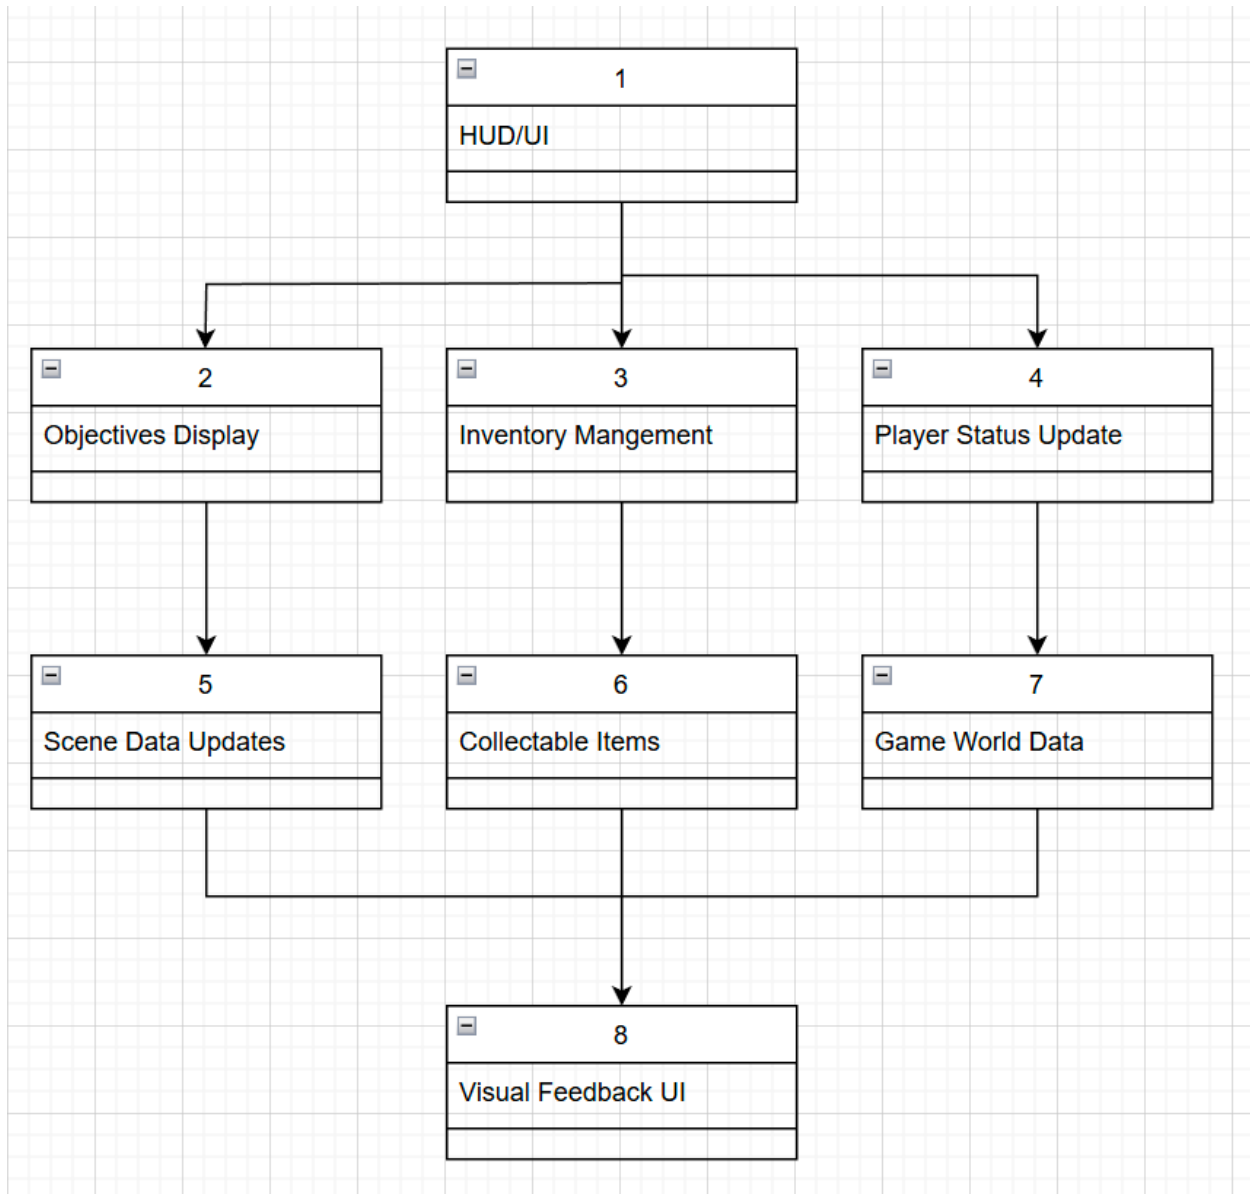 1
HUD/UI
2
Objectives Display
3
Inventory Mangement
4
Player Status Update
5
Scene Data Updates
6
Collectable Items
7
Game World Data
8
Visual Feedback UI